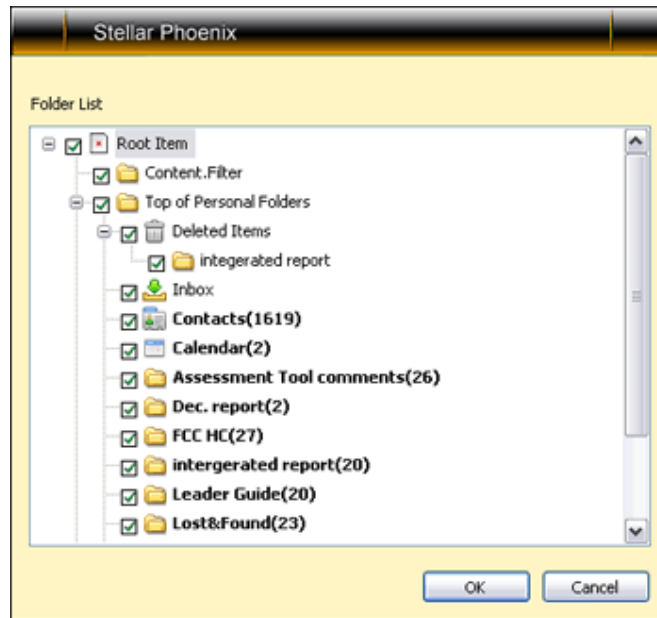 Stellar Phoenix
Folder List
Root Item
Content.Filter
Top of Personal Folders
Deleted Items
integerated report
Inbox
Contacts(1619)
Calendar(2)
Assessment Tool comments(26)
Dec. report(2)
FCC HC(27)
intergerated report(20)
Leader Guide(20)
Lost&Found(23)
OK Cancel